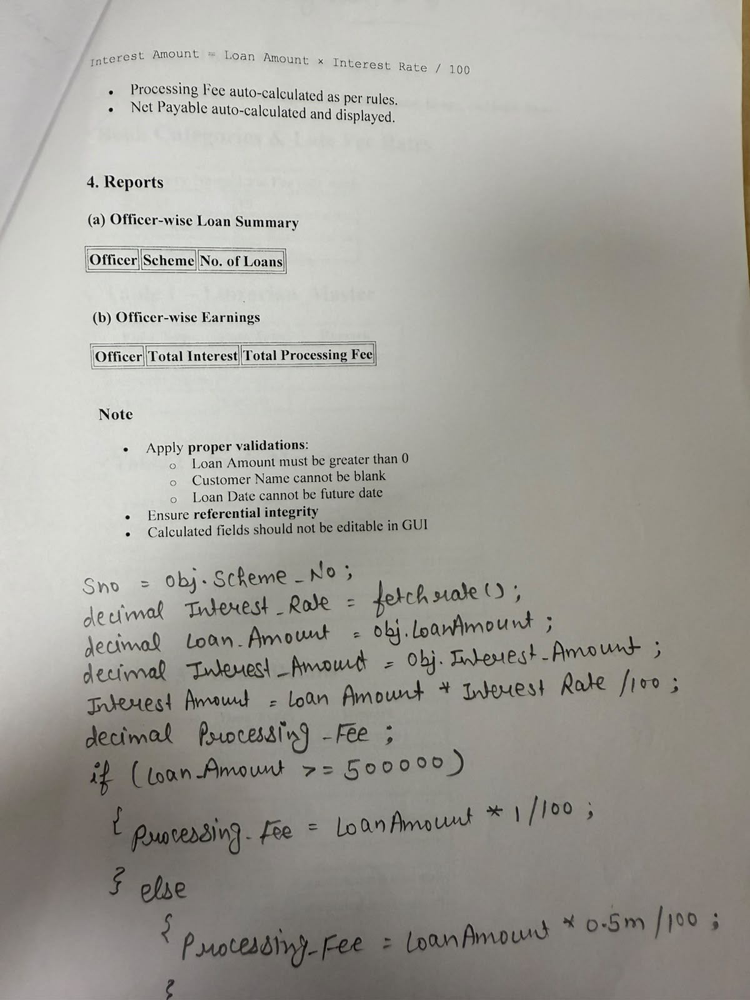 Interest Amount = Loan Amount × Interest Rate / 100
• Processing Fee auto-calculated as per rules.
• Net Payable auto-calculated and displayed.
4. Reports
(a) Officer-wise Loan Summary
Officer Scheme No. of Loans
(b) Officer-wise Earnings
Officer Total Interest Total Processing Fee
Note
• Apply proper validations:
o Loan Amount must be greater than 0
o Customer Name cannot be blank
o Loan Date cannot be future date
• Ensure referential integrity
• Calculated fields should not be editable in GUI
Sno = obj.Scheme_No;
decimal Interest_Rate = fetchrate();
decimal Loan_Amount = obj.LoanAmount;
decimal Interest_Amount = Obj.Interest_Amount;
Interest Amount = Loan Amount * Interest Rate /100;
decimal Processing_Fee;
if (Loan_Amount >= 500000)
{ Processing_Fee = LoanAmount * 1/100;
} else
{ Processing_Fee = LoanAmount * 0.5m/100;
}